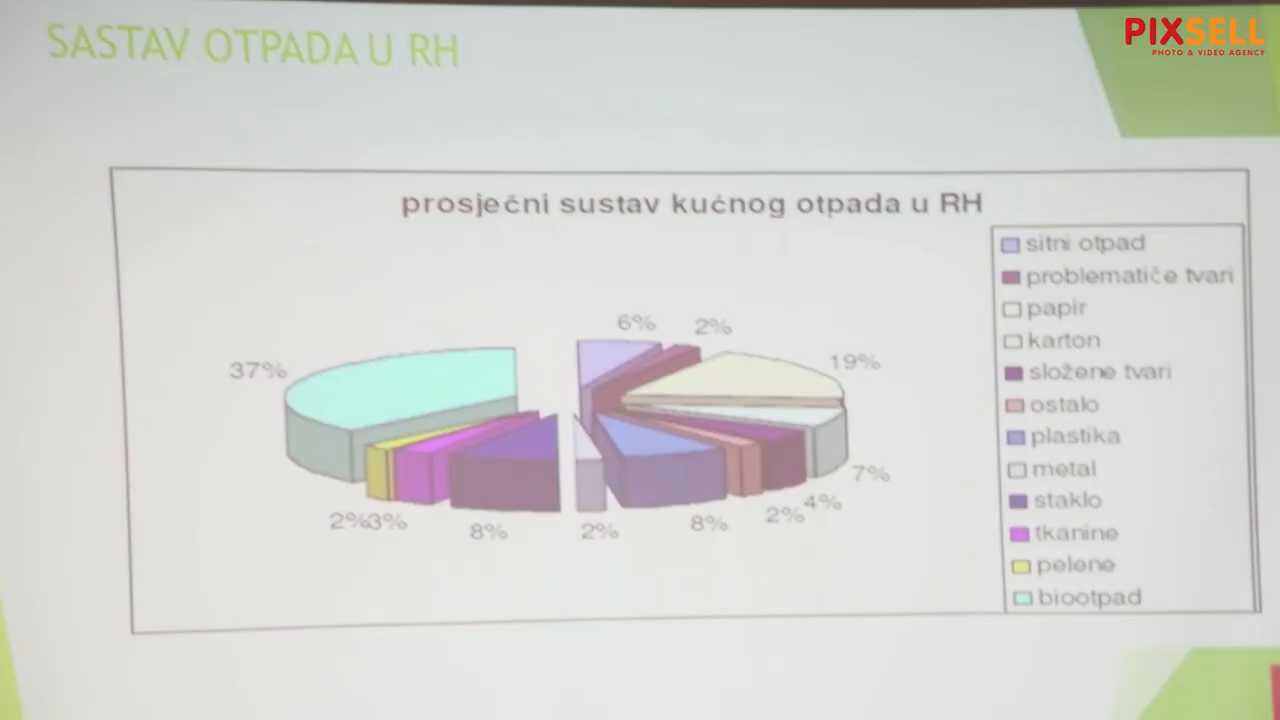 SASTAV OTPADA U RH
PIXSELL
PHOTO & VIDEO AGENCY
prosječni sustav kućnog otpada u RH
6%
2%
19%
37%
7%
4%
2%
8%
2%
8%
3%
2%
sitni otpad
problematiče tvari
papir
karton
složene tvari
ostalo
plastika
metal
staklo
tkanine
pelene
biootpad